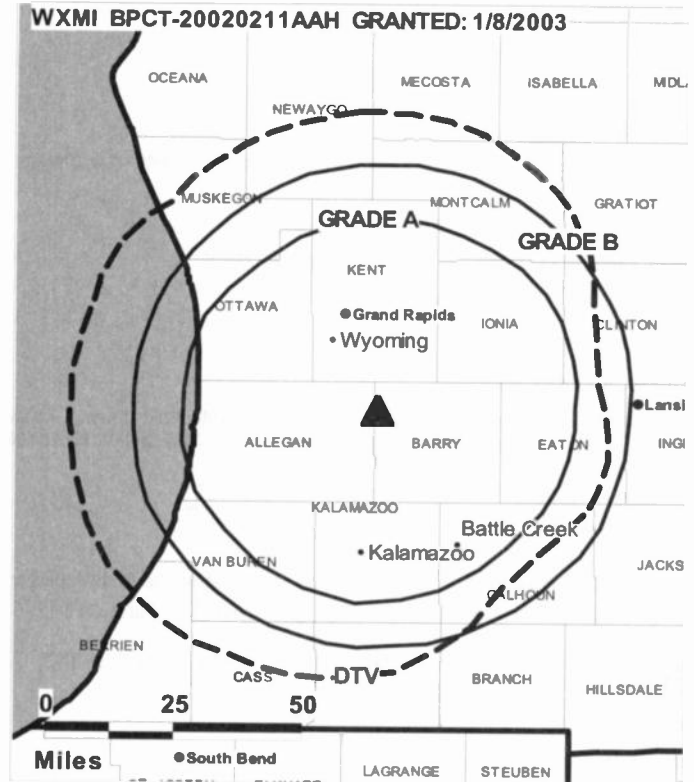 WXMI BPCT-20020211AAH GRANTED: 1/8/2003
OCEANA
MECOSTA
ISABELLA
MIDL
NEWAYGO
MUSKEGON
MONTCALM
GRATIOT
GRADE A
GRADE B
KENT
OTTAWA
Grand Rapids
IONIA
CLINTON
Wyoming
Lansi
ALLEGAN
BARRY
EATON
ING
KALAMAZOO
Battle Creek
Kalamazoo
VAN BUREN
JACKS
CALHOUN
BERRIEN
CASS
DTV
BRANCH
HILLSDALE
0 25 50
Miles
South Bend
LAGRANGE
STEUBEN